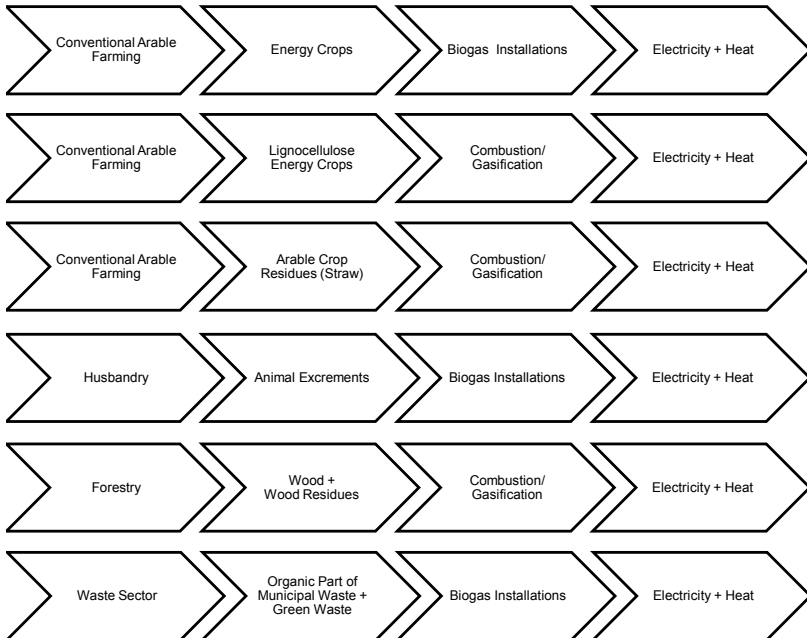 Conventional Arable
Farming
Energy Crops
Biogas Installations
Electricity + Heat
Conventional Arable
Farming
Lignocellulose
Energy Crops
Combustion/
Gasification
Electricity + Heat
Conventional Arable
Farming
Arable Crop
Residues (Straw)
Combustion/
Gasification
Electricity + Heat
Husbandry
Animal Excrements
Biogas Installations
Electricity + Heat
Forestry
Wood +
Wood Residues
Combustion/
Gasification
Electricity + Heat
Waste Sector
Organic Part of
Municipal Waste +
Green Waste
Biogas Installations
Electricity + Heat